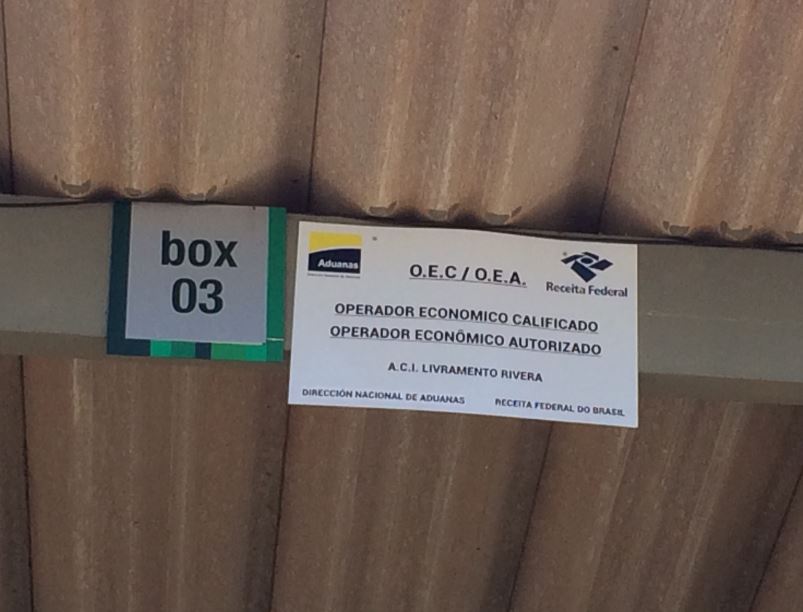 box
03
Aduanas
O.E.C / O.E.A.
Receita Federal
OPERADOR ECONOMICO CALIFICADO
OPERADOR ECONÔMICO AUTORIZADO
A.C.I. LIVRAMENTO RIVERA
DIRECCIÓN NACIONAL DE ADUANAS
RECEITA FEDERAL DO BRASIL